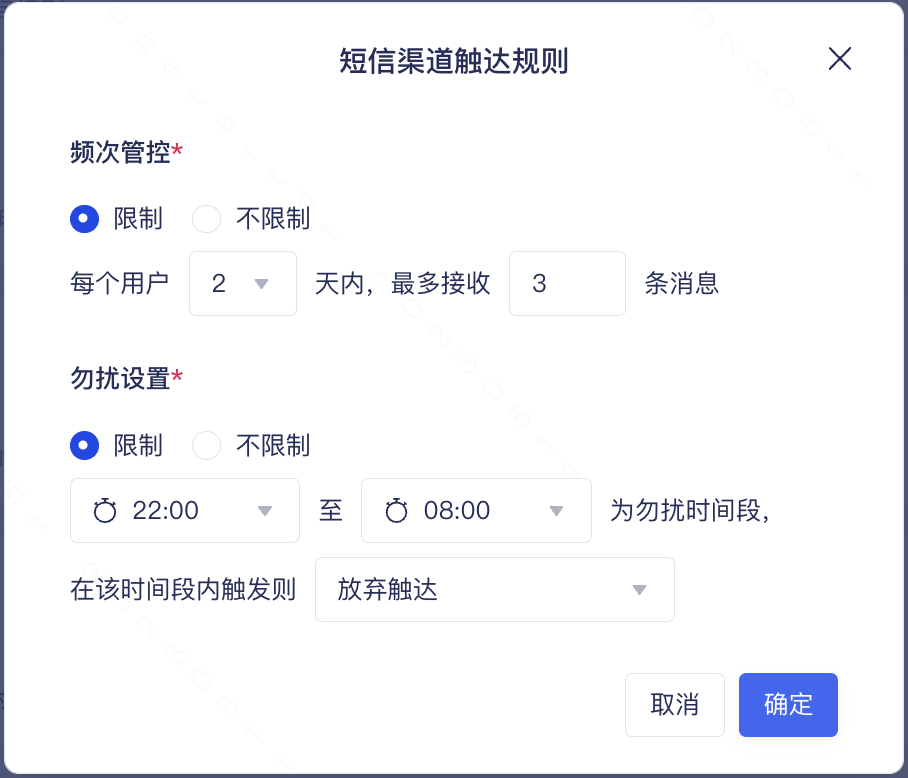 短信渠道触达规则
频次管控*
限制 不限制
每个用户 2 天内，最多接收 3 条消息
勿扰设置*
限制 不限制
22:00 至 08:00 为勿扰时间段，
在该时间段内触发则 放弃触达
取消 确定